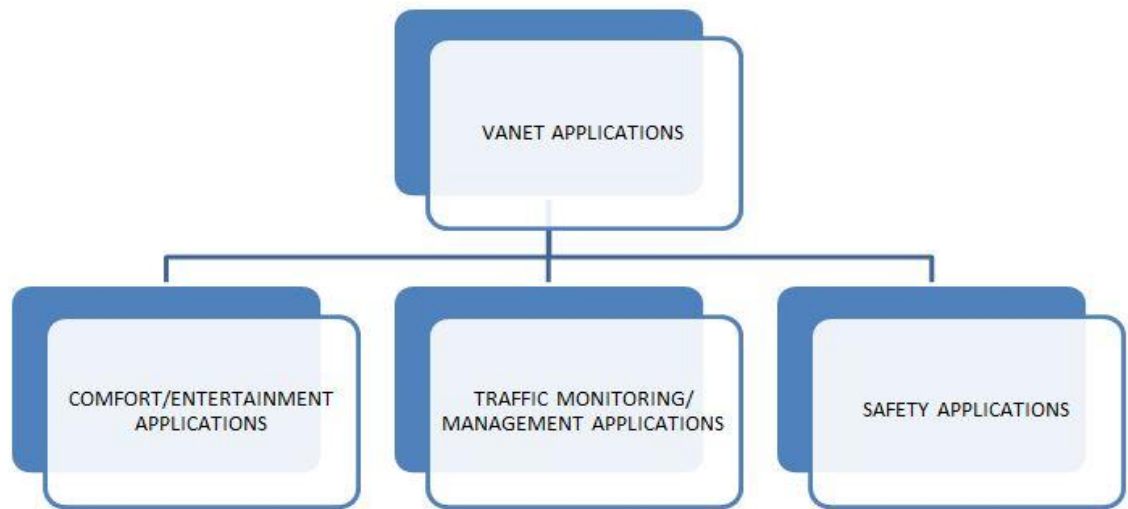 VANET APPLICATIONS
COMFORT/ENTERTAINMENT
APPLICATIONS
TRAFFIC MONITORING/
MANAGEMENT APPLICATIONS
SAFETY APPLICATIONS